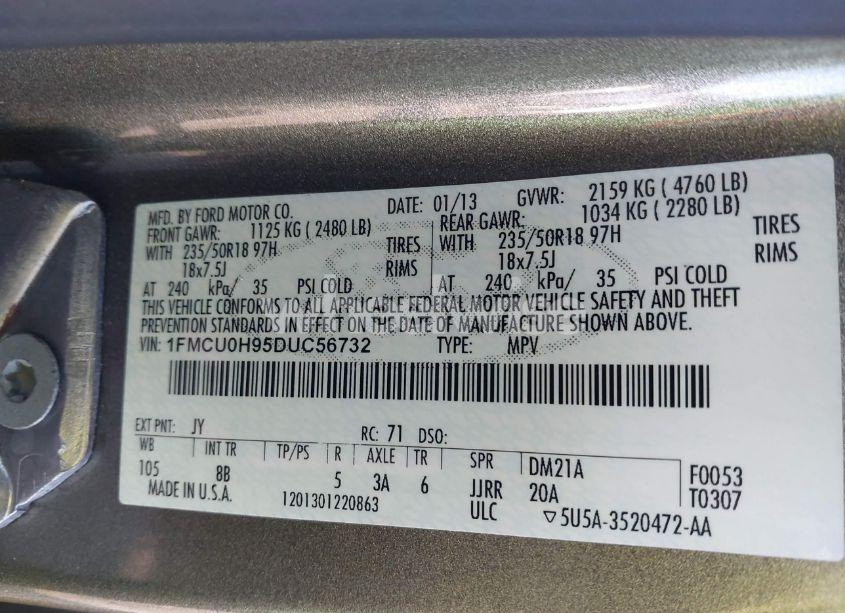 MFD. BY FORD MOTOR CO. DATE: 01/13 GVWR: 2159 KG ( 4760 LB)
FRONT GAWR: 1125 KG ( 2480 LB) REAR GAWR: 1034 KG ( 2280 LB)
WITH 235/50R18 97H TIRES WITH 235/50R18 97H TIRES
18x7.5J RIMS 18x7.5J RIMS
AT 240 kPa/ 35 PSI COLD AT 240 kPa/ 35 PSI COLD
THIS VEHICLE CONFORMS TO ALL APPLICABLE FEDERAL MOTOR VEHICLE SAFETY AND THEFT
PREVENTION STANDARDS IN EFFECT ON THE DATE OF MANUFACTURE SHOWN ABOVE.
VIN: 1FMCU0H95DUC56732 TYPE: MPV
EXT PNT: JY RC: 71 DSO:
WB INT TR TP/PS R AXLE TR SPR DM21A F0053
105 8B 5 3A 6 JJRR 20A T0307
MADE IN U.S.A. 1201301220863 ULC ▽5U5A-3520472-AA